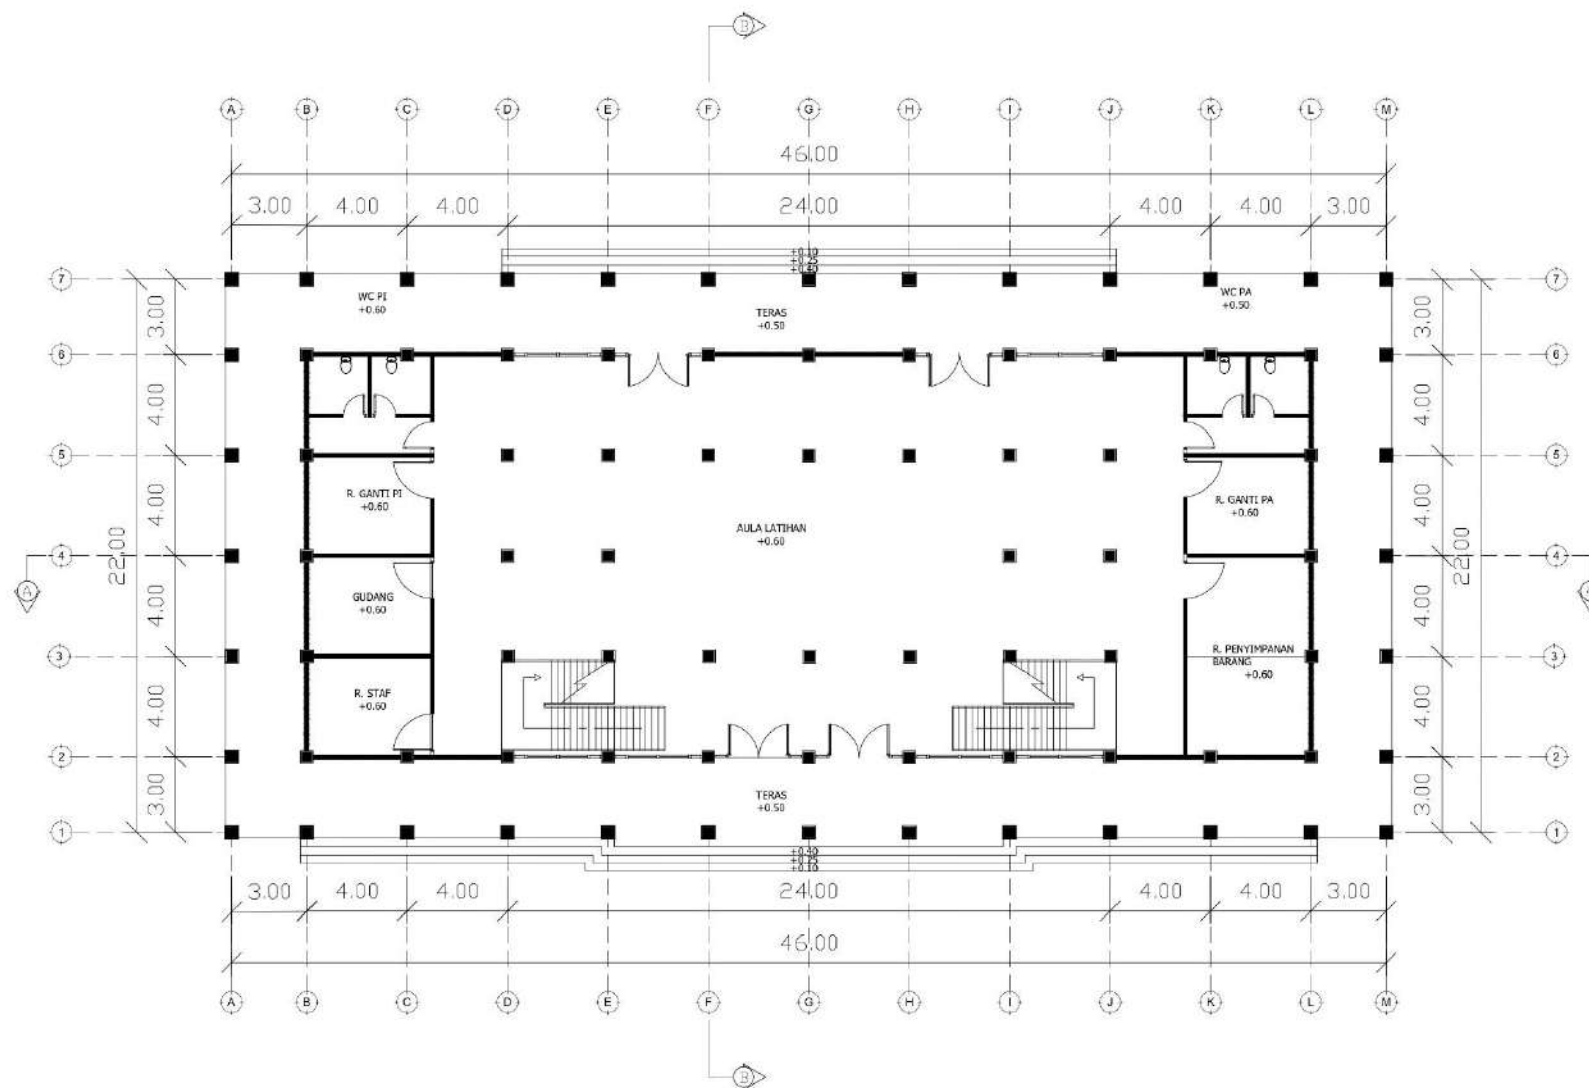 B
A B C D E F G H I J K L M
46.00
3.00 4.00 4.00 24.00 4.00 4.00 3.00
+0.10
+0.25
+0.40
7 7
WC PI
+0.60
WC PA
+0.50
TERAS
+0.50
3.00 3.00
6 6
4.00 4.00
5 5
R. GANTI PI
+0.60
R. GANTI PA
+0.60
4.00 4.00
AULA LATIHAN
+0.60
4 4
22.00 22.00
A
GUDANG
+0.60
4.00 4.00
3 3
R. PENYIMPANAN
BARANG
+0.60
R. STAF
+0.60
4.00 4.00
2 2
TERAS
+0.50
3.00 3.00
1 1
+0.40
+0.25
+0.10
3.00 4.00 4.00 24.00 4.00 4.00 3.00
46.00
A B C D E F G H I J K L M
B